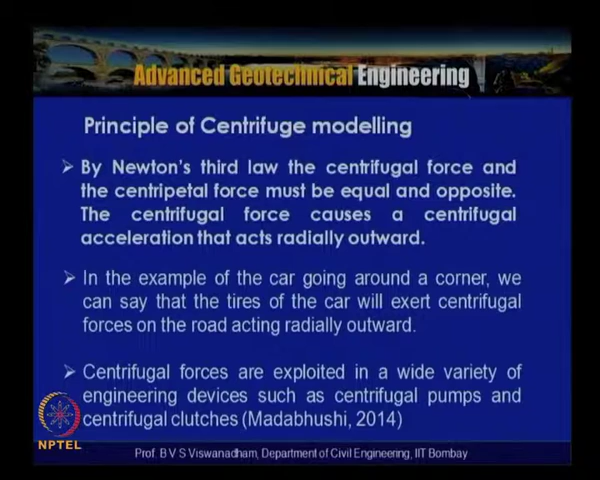 Advanced Geotechnical Engineering
Principle of Centrifuge modelling
➢ By Newton's third law the centrifugal force and
the centripetal force must be equal and opposite.
The centrifugal force causes a centrifugal
acceleration that acts radially outward.
➢ In the example of the car going around a corner, we
can say that the tires of the car will exert centrifugal
forces on the road acting radially outward.
➢ Centrifugal forces are exploited in a wide variety of
engineering devices such as centrifugal pumps and
centrifugal clutches (Madabhushi, 2014)
NPTEL
Prof. B V S Viswanadham, Department of Civil Engineering, IIT Bombay